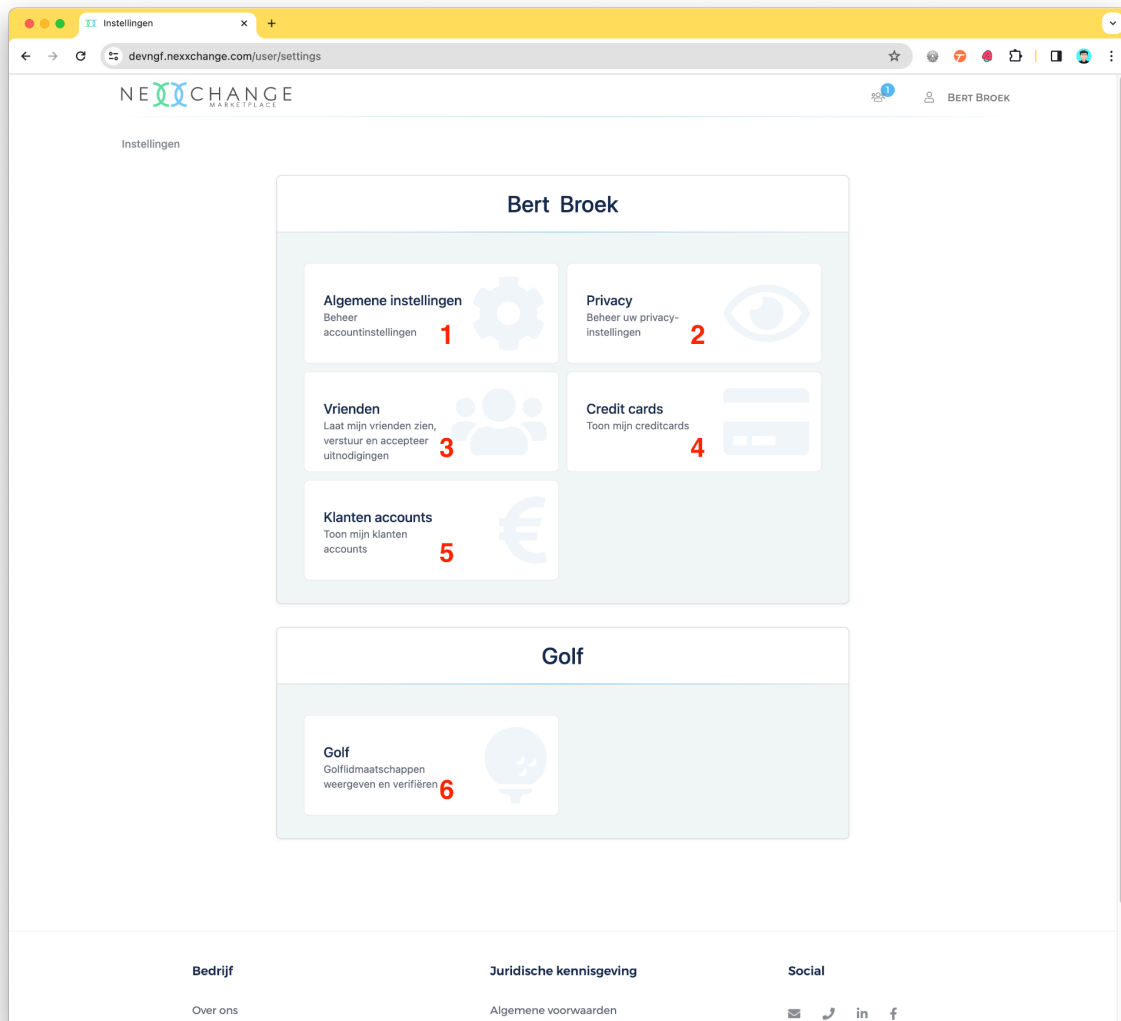 Instellingen
devngf.nexxchange.com/user/settings
NEXXCHANGE
MARKETPLACE
1
BERT BROEK
Instellingen
Bert Broek
Algemene instellingen
Beheer
accountinstellingen
1
Privacy
Beheer uw privacy-
instellingen
2
Vrienden
Laat mijn vrienden zien,
verstuur en accepteer
uitnodigingen
3
Credit cards
Toon mijn creditcards
4
Klanten accounts
Toon mijn klanten
accounts
5
€
Golf
Golf
Golflidmaatschappen
weergeven en verifiëren
6
Bedrijf
Juridische kennisgeving
Social
Over ons
Algemene voorwaarden